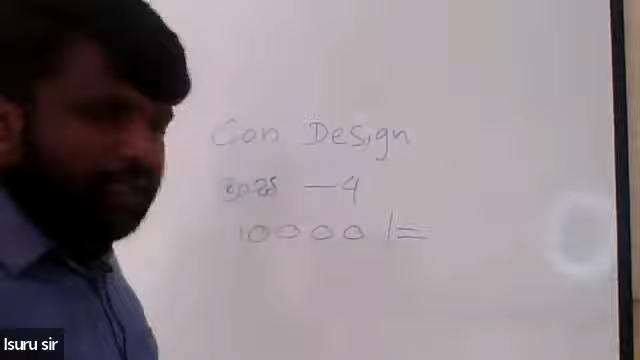 Con Design
– 4
10000/=
Isuru sir